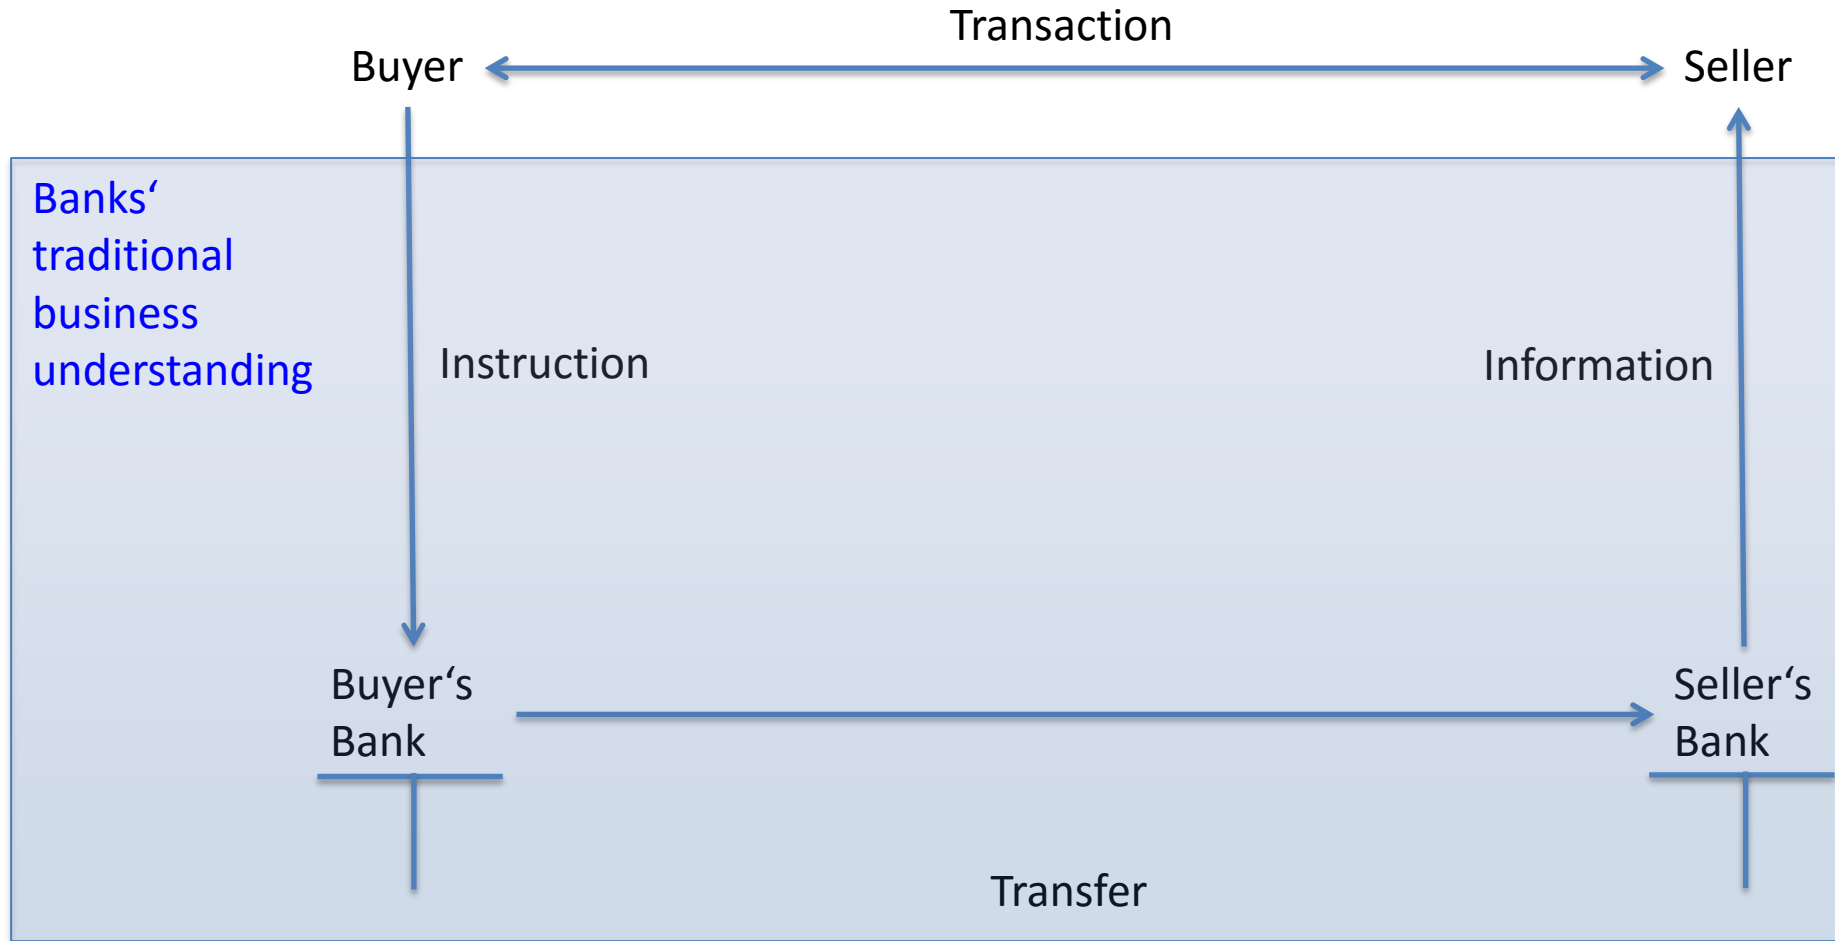 Transaction
Buyer
Seller
Banks‘
traditional
business
understanding
Instruction
Information
Buyer‘s
Bank
Seller‘s
Bank
Transfer